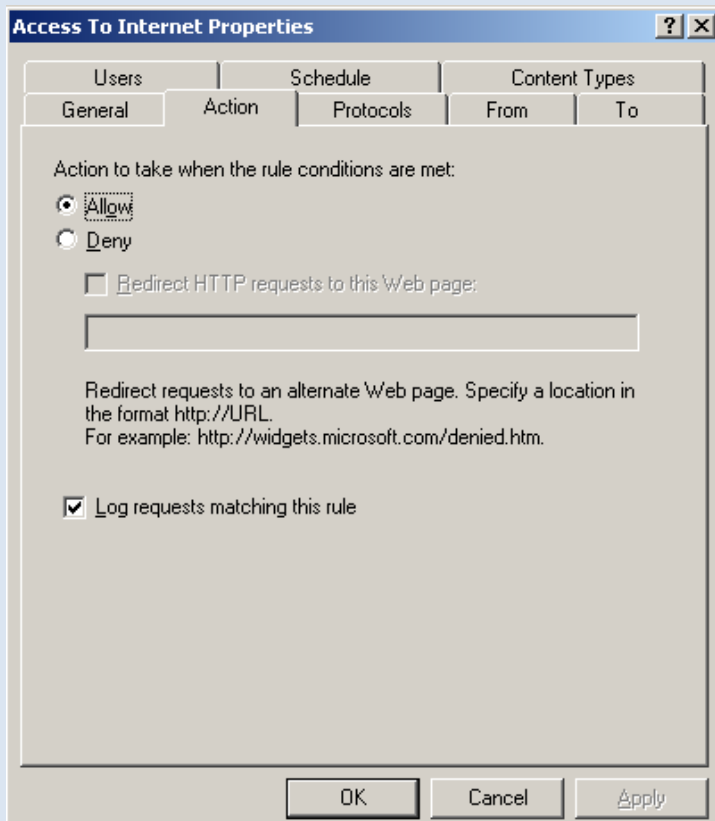 Access To Internet Properties
?
Users Schedule Content Types
General Action Protocols From To
Action to take when the rule conditions are met:
Allow
Deny
Redirect HTTP requests to this Web page:
Redirect requests to an alternate Web page. Specify a location in
the format http://URL.
For example: http://widgets.microsoft.com/denied.htm.
Log requests matching this rule
OK Cancel Apply